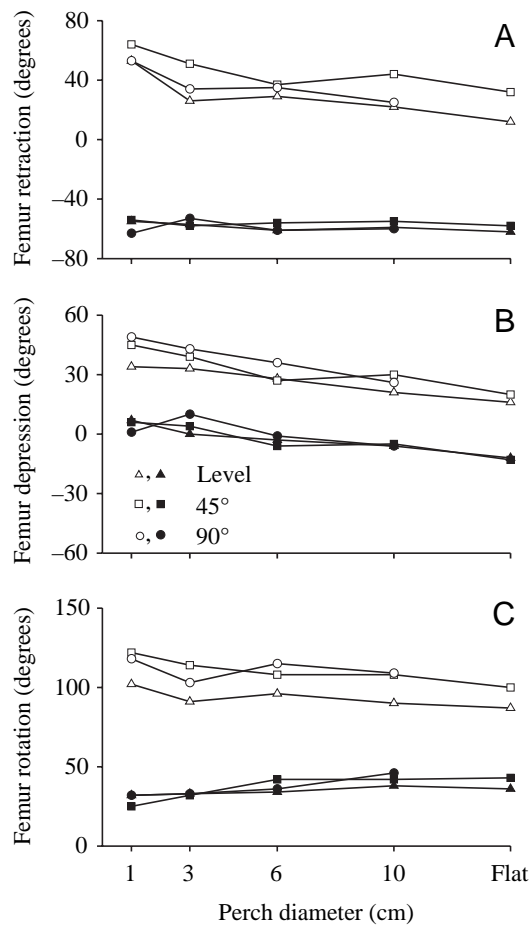 A
Femur retraction (degrees)
80
40
0
–40
–80
B
Femur depression (degrees)
60
30
0
–30
–60
, Level
, 45°
, 90°
C
Femur rotation (degrees)
150
100
50
0
1 3 6 10 Flat
Perch diameter (cm)